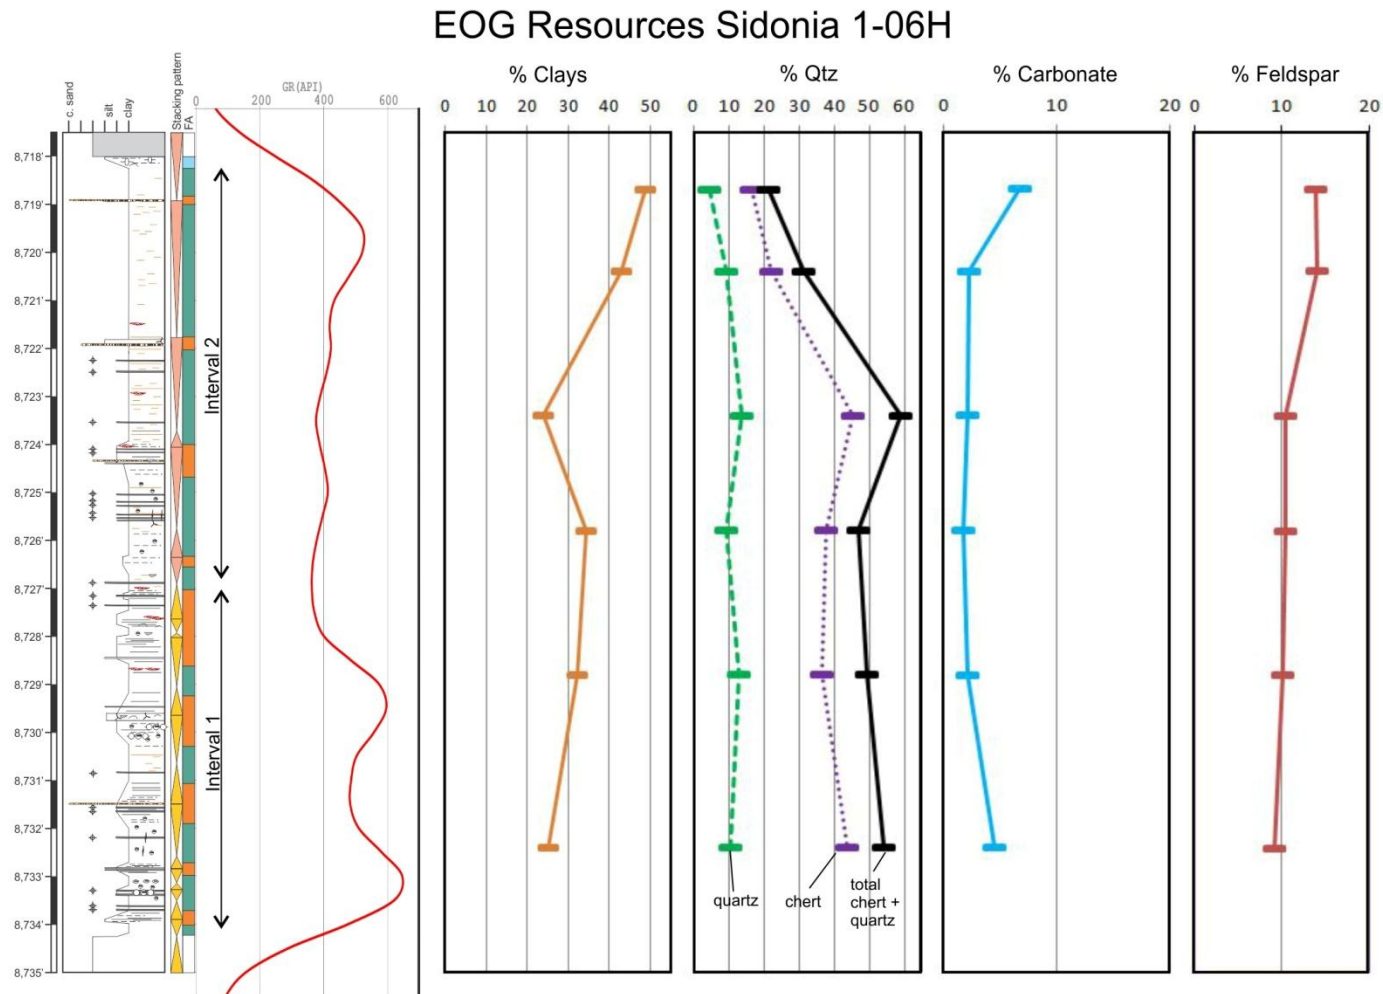 EOG Resources Sidonia 1-06H
c. sand
silt
clay
Stacking pattern
FA
GR(API)
0 200 400 600
% Clays
0 10 20 30 40 50
% Qtz
0 10 20 30 40 50 60
% Carbonate
0 10 20
% Feldspar
0 10 20
8,718'
8,719'
8,720'
8,721'
8,722'
8,723'
8,724'
8,725'
8,726'
8,727'
8,728'
8,729'
8,730'
8,731'
8,732'
8,733'
8,734'
8,735'
Interval 2
Interval 1
quartz
chert
total
chert +
quartz